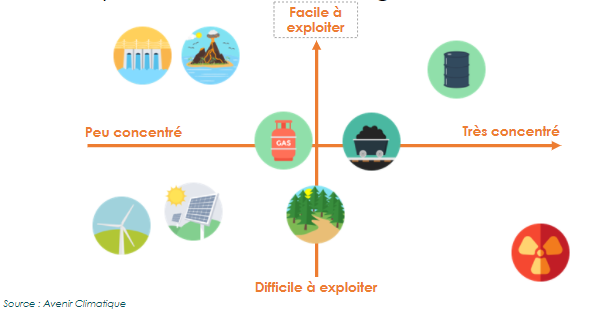 Facile à
exploiter
Peu concentré
Très concentré
GAS
Difficile à exploiter
Source : Avenir Climatique